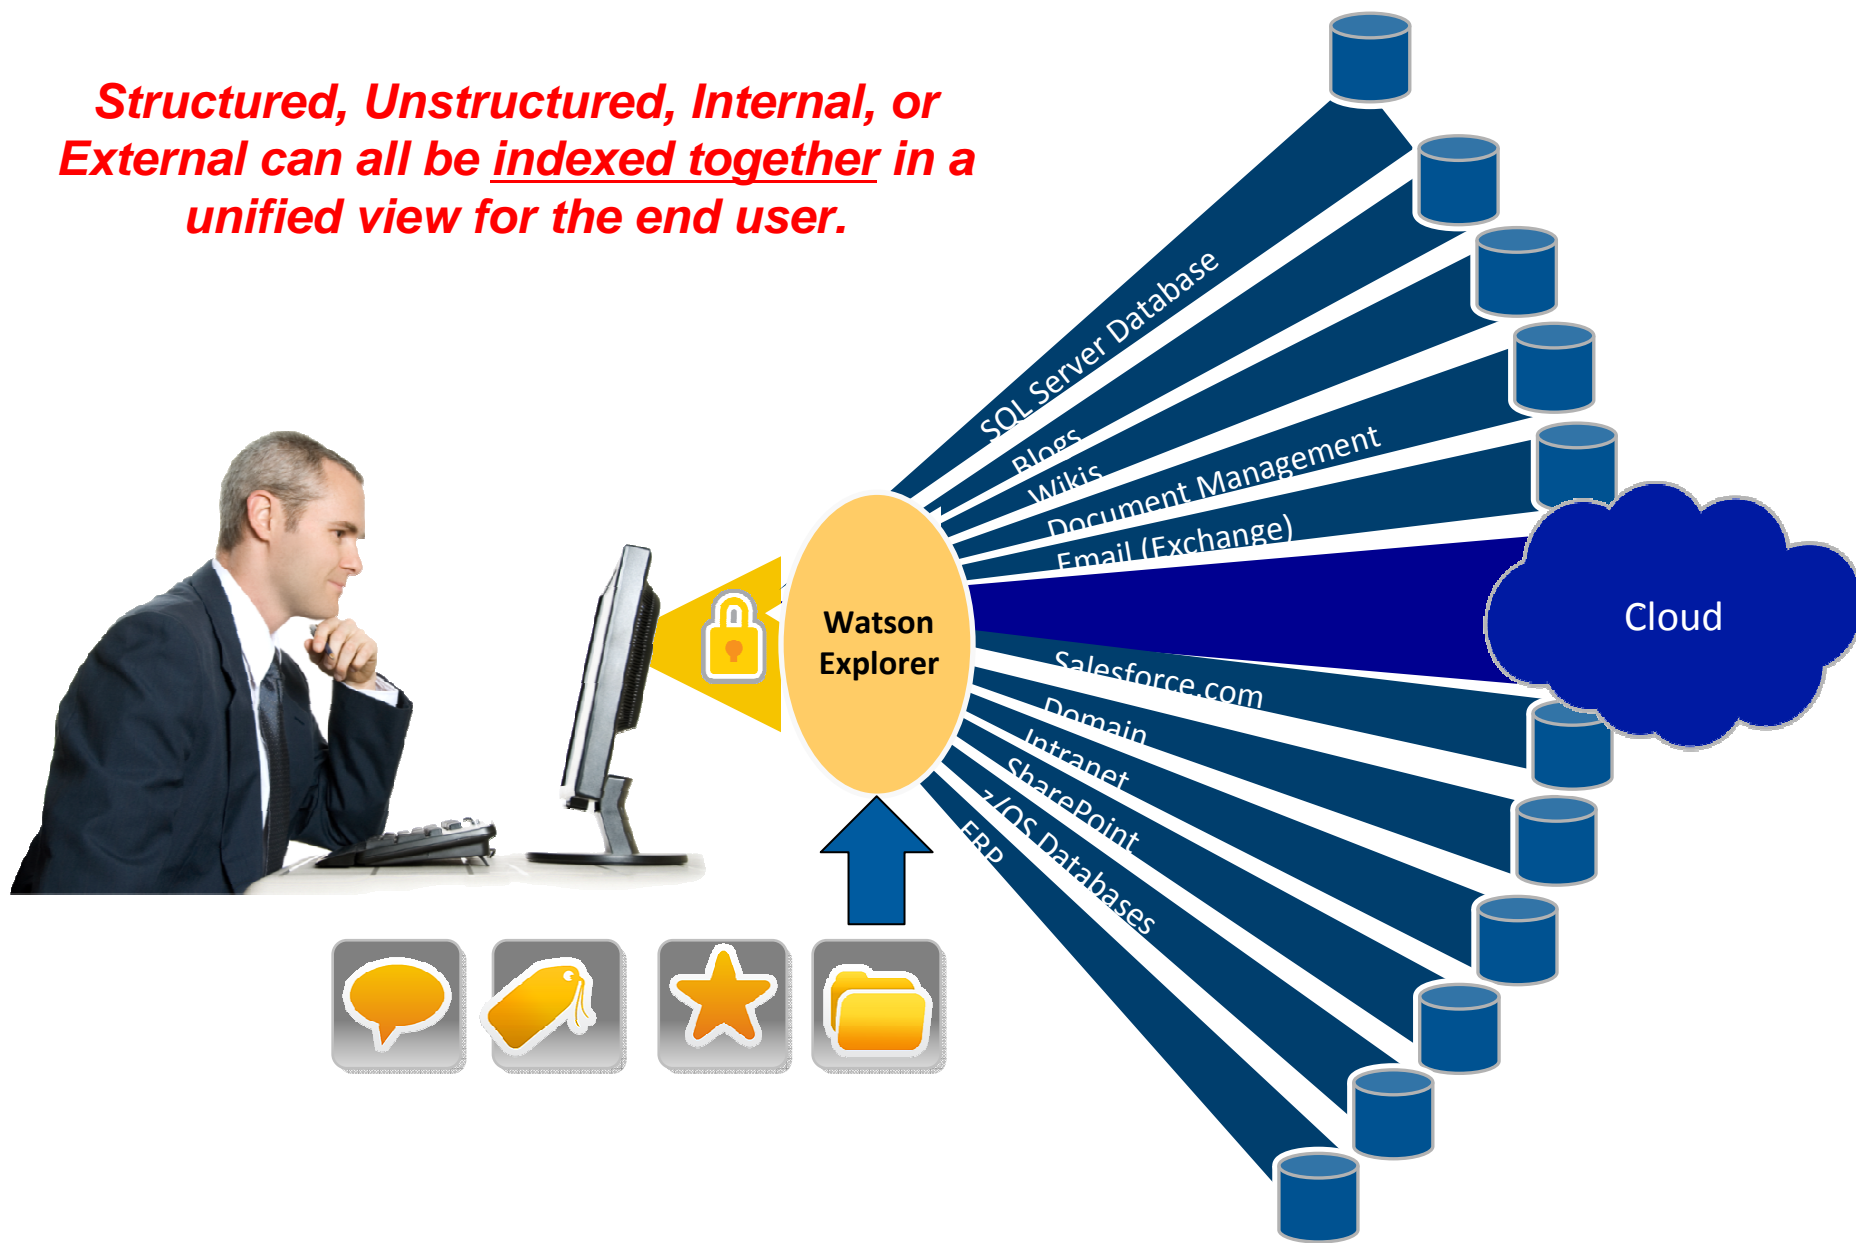 Structured, Unstructured, Internal, or
External can all be indexed together in a
unified view for the end user.
SQL Server Database
Blogs
Wikis
Document Management
Email (Exchange)
Watson
Explorer
Cloud
Salesforce.com
Domain
Intranet
SharePoint
z/OS Databases
ERP